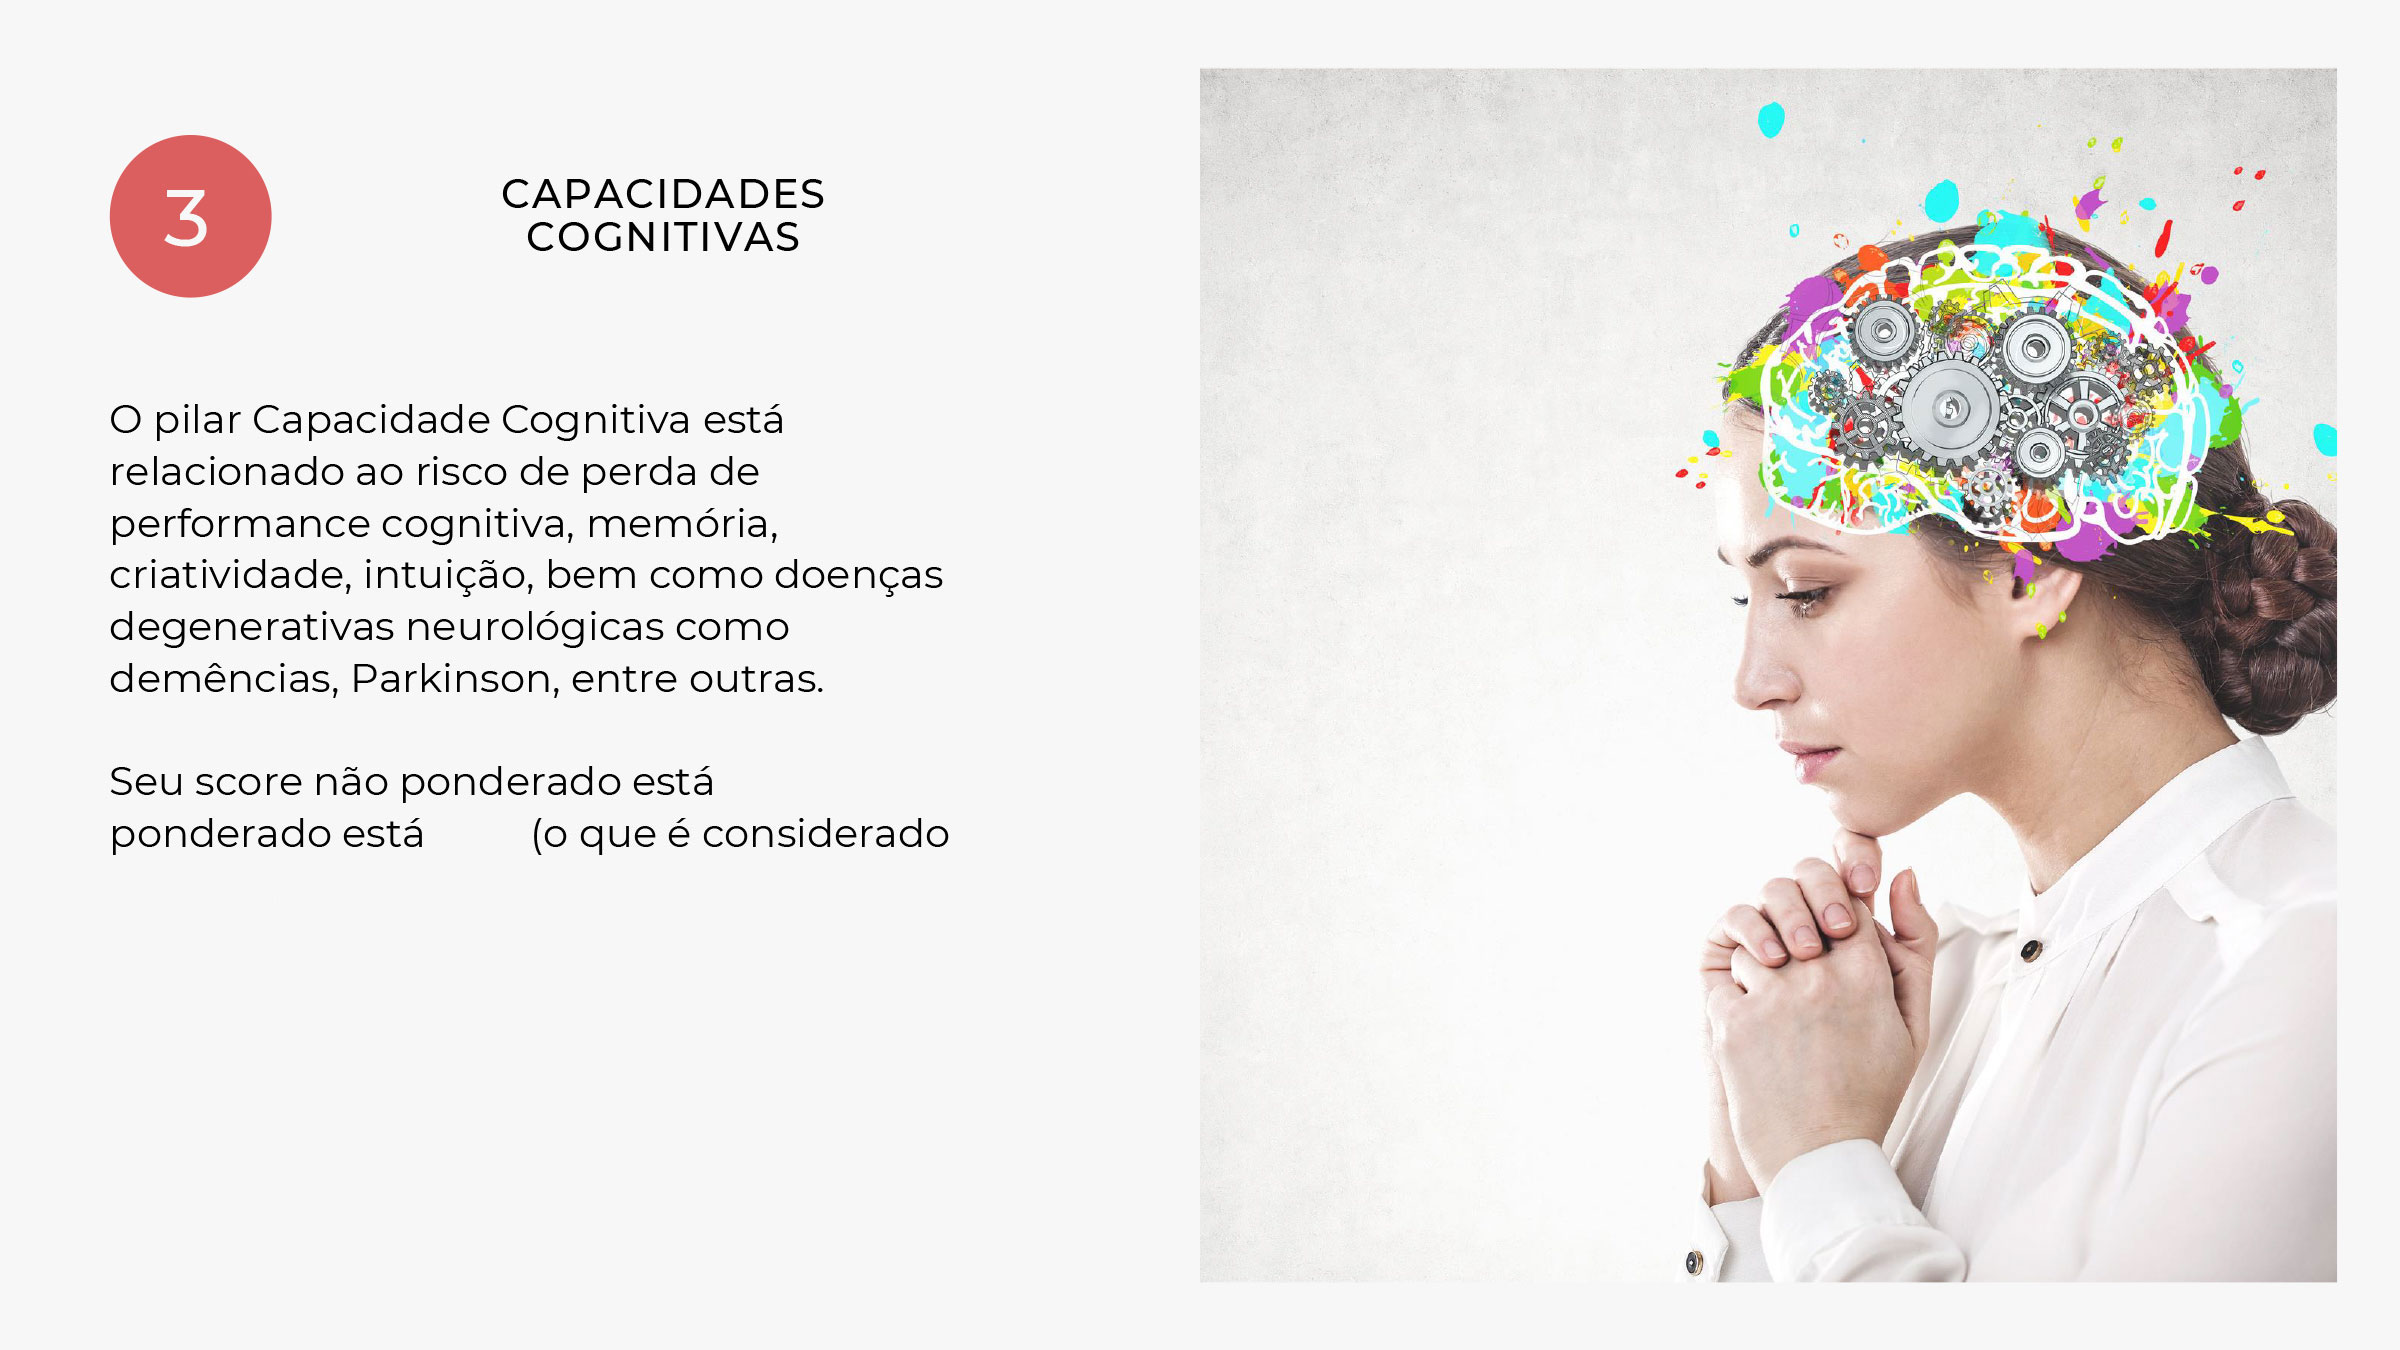 3
CAPACIDADES
COGNITIVAS
O pilar Capacidade Cognitiva está
relacionado ao risco de perda de
performance cognitiva, memória,
criatividade, intuição, bem como doenças
degenerativas neurológicas como
demências, Parkinson, entre outras.
Seu score não ponderado está
ponderado está (o que é considerado